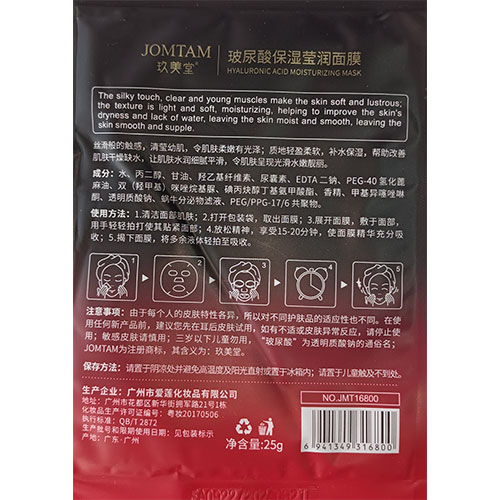 JOMTAM
玖美堂®
玻尿酸保湿莹润面膜
HYALURONIC ACID MOISTURIZING MASK
The silky touch, clear and young muscles make the skin soft and lustrous;
the texture is light and soft, moisturizing, helping to improve the skin's
dryness and lack of water, leaving the skin moist and smooth, leaving the
skin smooth and supple.
丝滑般的触感，清莹幼肌，令肌肤柔嫩有光泽；质地轻盈柔软，补水保湿，帮助改善
肌肤干燥缺水，让肌肤水润细腻平滑，令肌肤呈现光滑水嫩靓丽。
成分：水、丙二醇、甘油、羟乙基纤维素、尿囊素、EDTA 二钠、PEG-40 氢化蓖
麻油、双（羟甲基）咪唑烷基脲、碘丙炔醇丁基氨甲酸酯、香精、甲基异噻唑啉
酮、透明质酸钠、蜗牛分泌物滤液、PEG/PPG-17/6 共聚物。
使用方法：1.清洁面部肌肤；2.打开包装袋，取出面膜；3.展开面膜，敷于面部，
用手轻轻拍打使其贴紧面部；4.放松精神，享受15-20分钟，使面膜精华充分吸
收；5.揭下面膜，将多余液体轻轻拍至吸收。
1
2
3
4
5
注意事项：由于每个人的皮肤特性各异，所以对不同护肤品的适应性也不同。在使
用任何新产品前，建议您先在耳后皮肤试用，如有不适或皮肤异常反应，请停止使
用；敏感皮肤请慎用；三岁以下儿童勿用，“玻尿酸”为透明质酸钠的通俗名；
JOMTAM为注册商标，其含义为：玖美堂。
保存方法：请置于阴凉处并避免高温度及阳光直射或置于冰箱内；请置于儿童触及不到处。
生产企业：广州市爱莲化妆品有限公司
地址：广州市花都区新华街华兴工业区1栋
化妆品生产许可证编号：粤妆20170506
执行标准：QB/T2872
生产批号和限期使用日期：见包装标示
产地：广东·广州
净含量:25g
NO.JMT16800
6 941349 316800